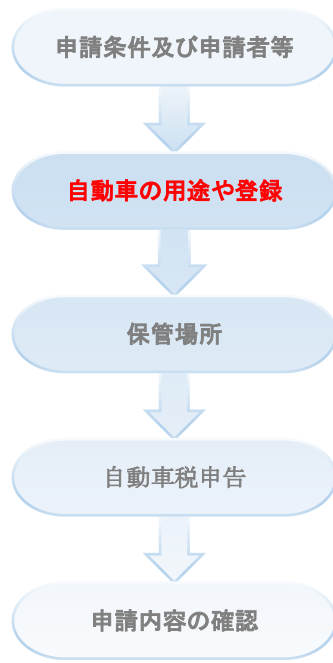 申請条件及び申請者等
自動車の用途や登録
保管場所
自動車税申告
申請内容の確認